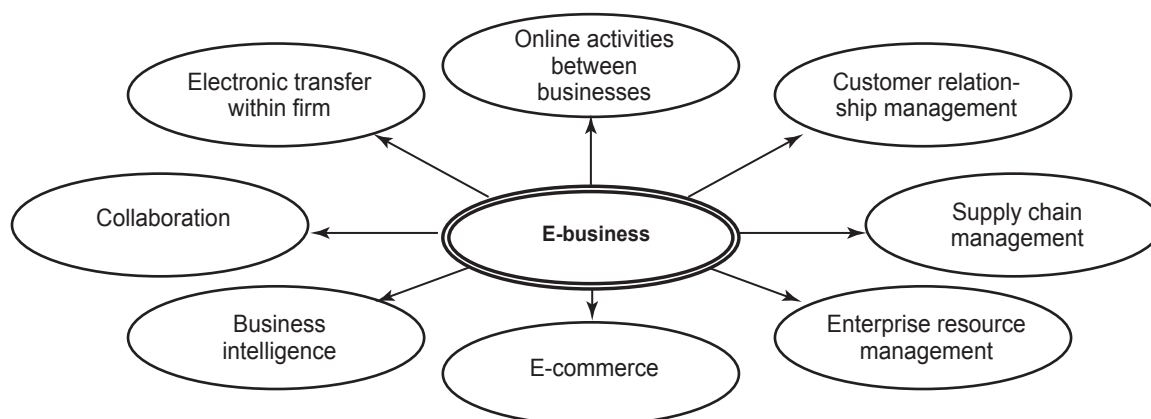 Online activities
between
businesses
Electronic transfer
within firm
Customer relation-
ship management
Collaboration
E-business
Supply chain
management
Business
intelligence
E-commerce
Enterprise resource
management